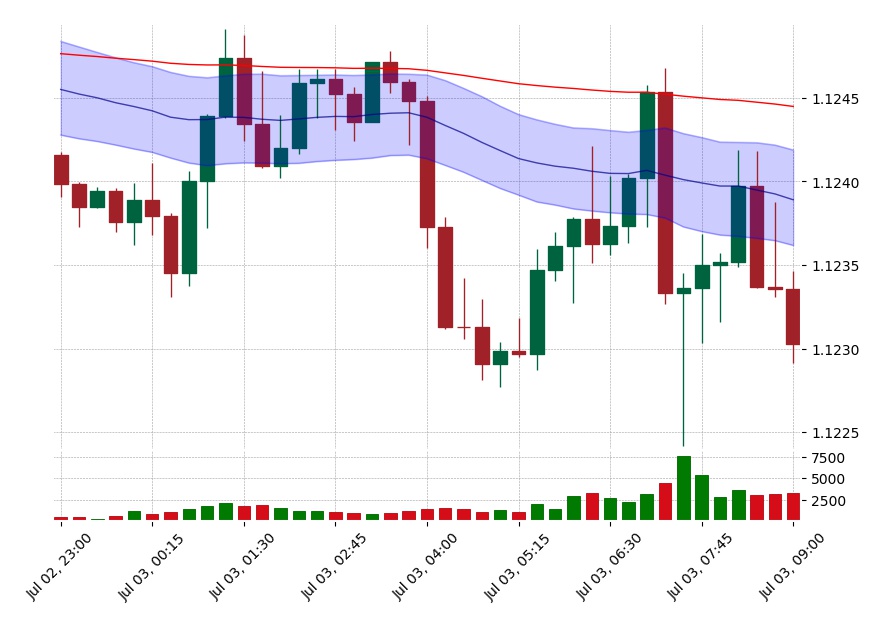 1.1245
1.1240
1.1235
1.1230
1.1225
7500
5000
2500
Jul 02, 23:00
Jul 03, 00:15
Jul 03, 01:30
Jul 03, 02:45
Jul 03, 04:00
Jul 03, 05:15
Jul 03, 06:30
Jul 03, 07:45
Jul 03, 09:00